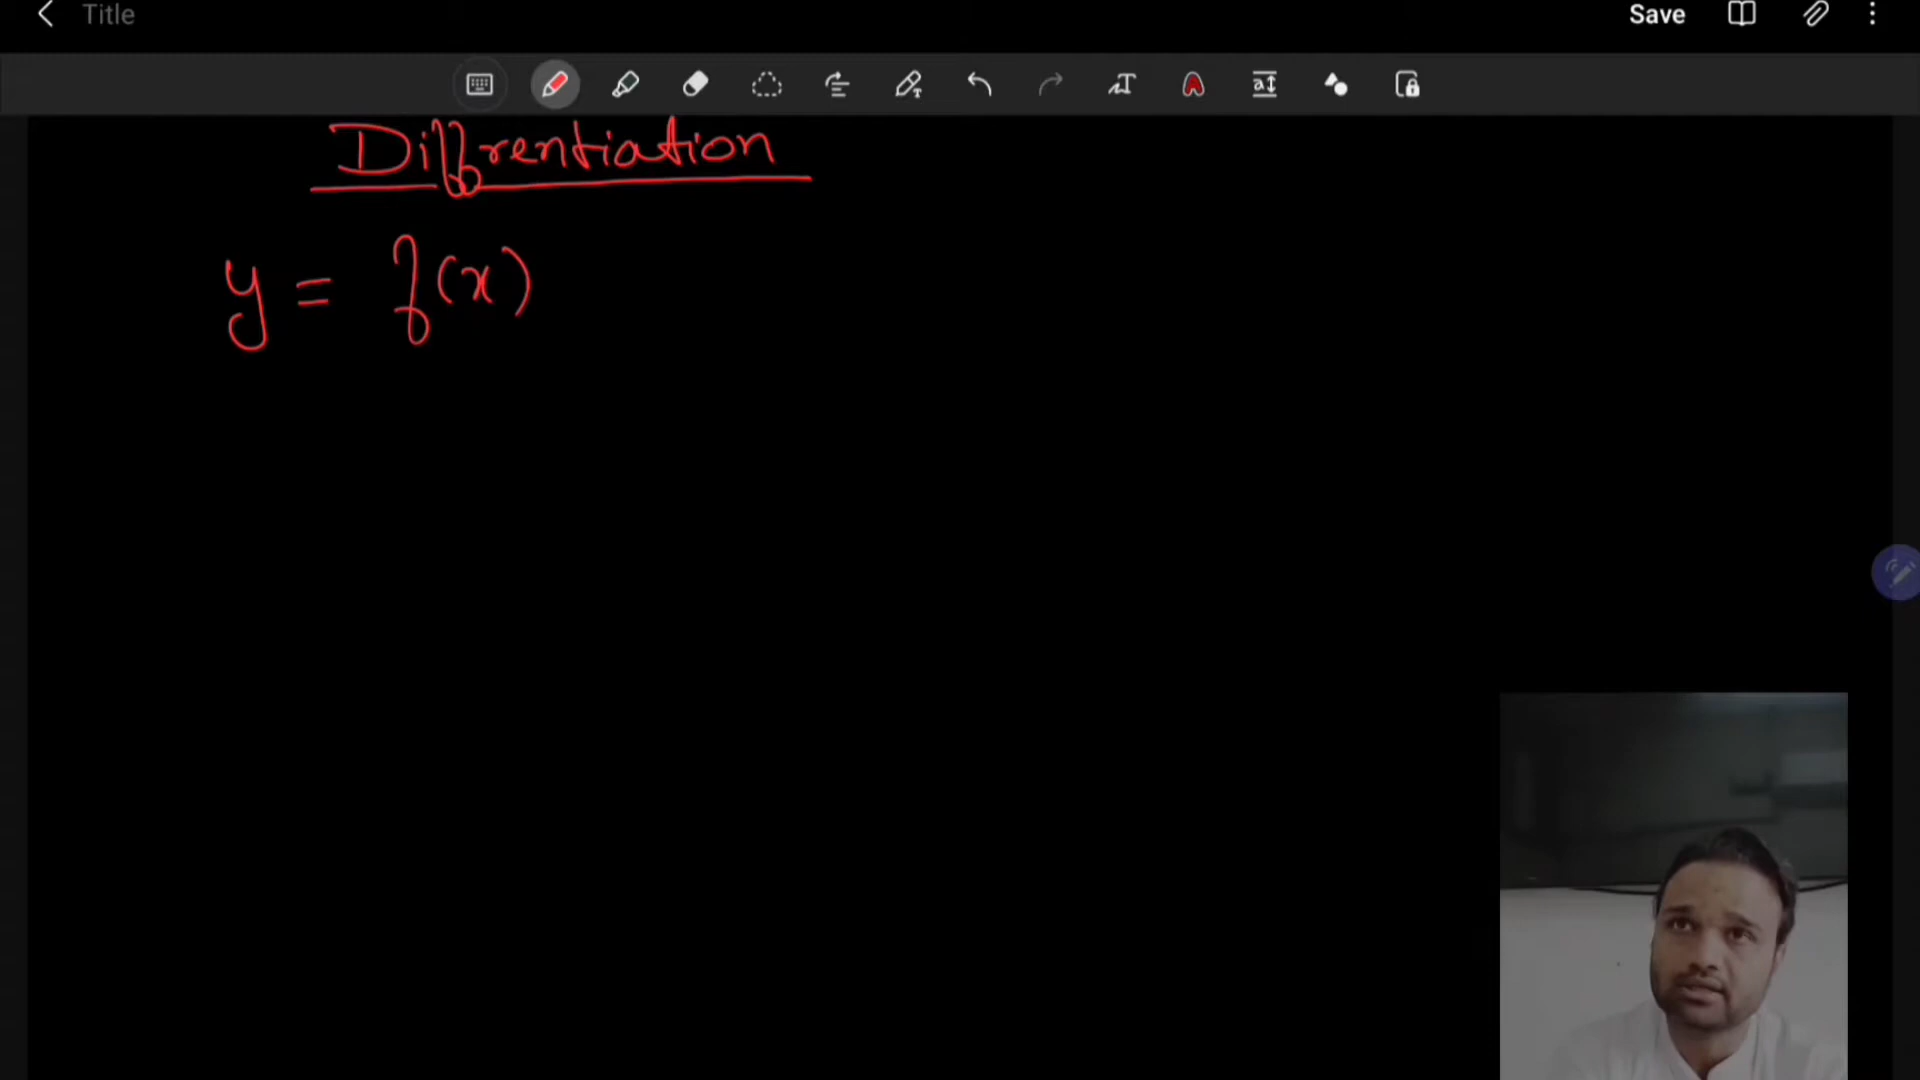 Title
Save
Diffrentiation
y = f(x)